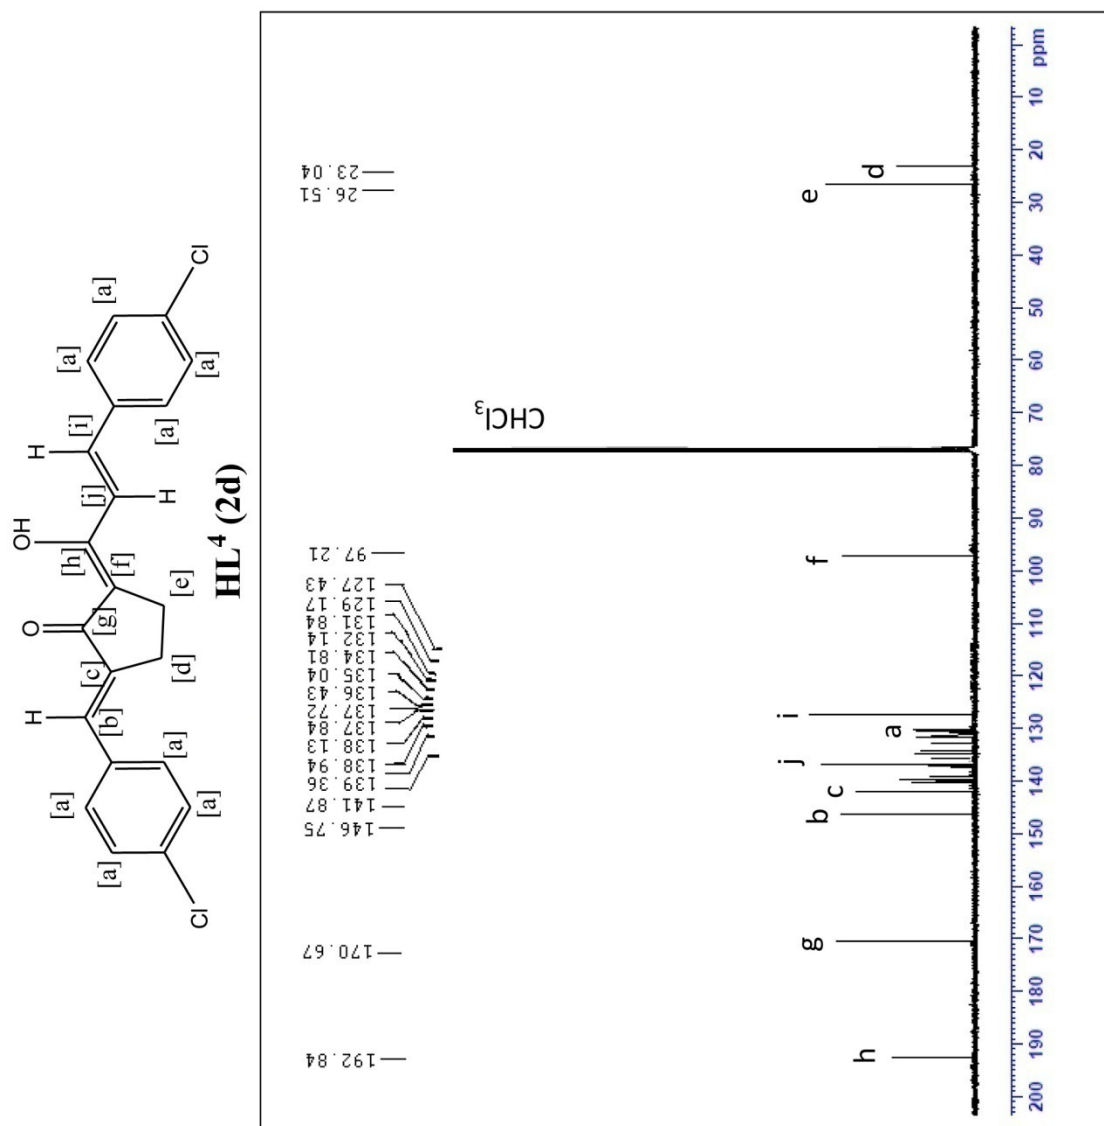 OH
O
H
H
[a]
[b]
[h]
[i]
[c]
[j]
[a]
[g]
[a]
[a]
[f]
H
[a]
[a]
[e]
[d]
[a]
[a]
Cl
Cl
HL⁴ (2d)
192.84
170.67
146.75
141.87
139.36
138.94
138.13
137.84
137.72
136.43
135.04
134.81
132.14
131.84
129.17
127.43
97.21
26.51
23.04
CHCl₃
h
g
b
c
j
a
i
f
e
d
200 190 180 170 160 150 140 130 120 110 100 90 80 70 60 50 40 30 20 10 ppm